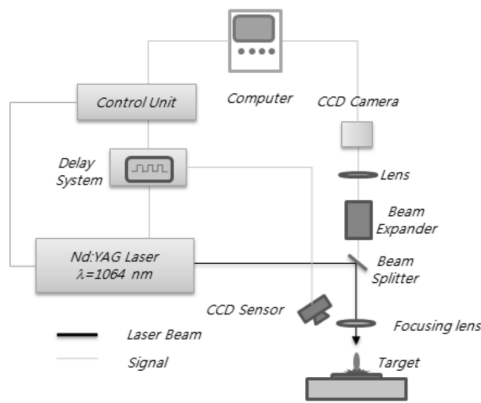 Computer
CCD Camera
Control Unit
Delay
System
Lens
Beam
Expander
Nd:YAG Laser
λ=1064 nm
Beam
Splitter
CCD Sensor
Focusing lens
Laser Beam
Signal
Target